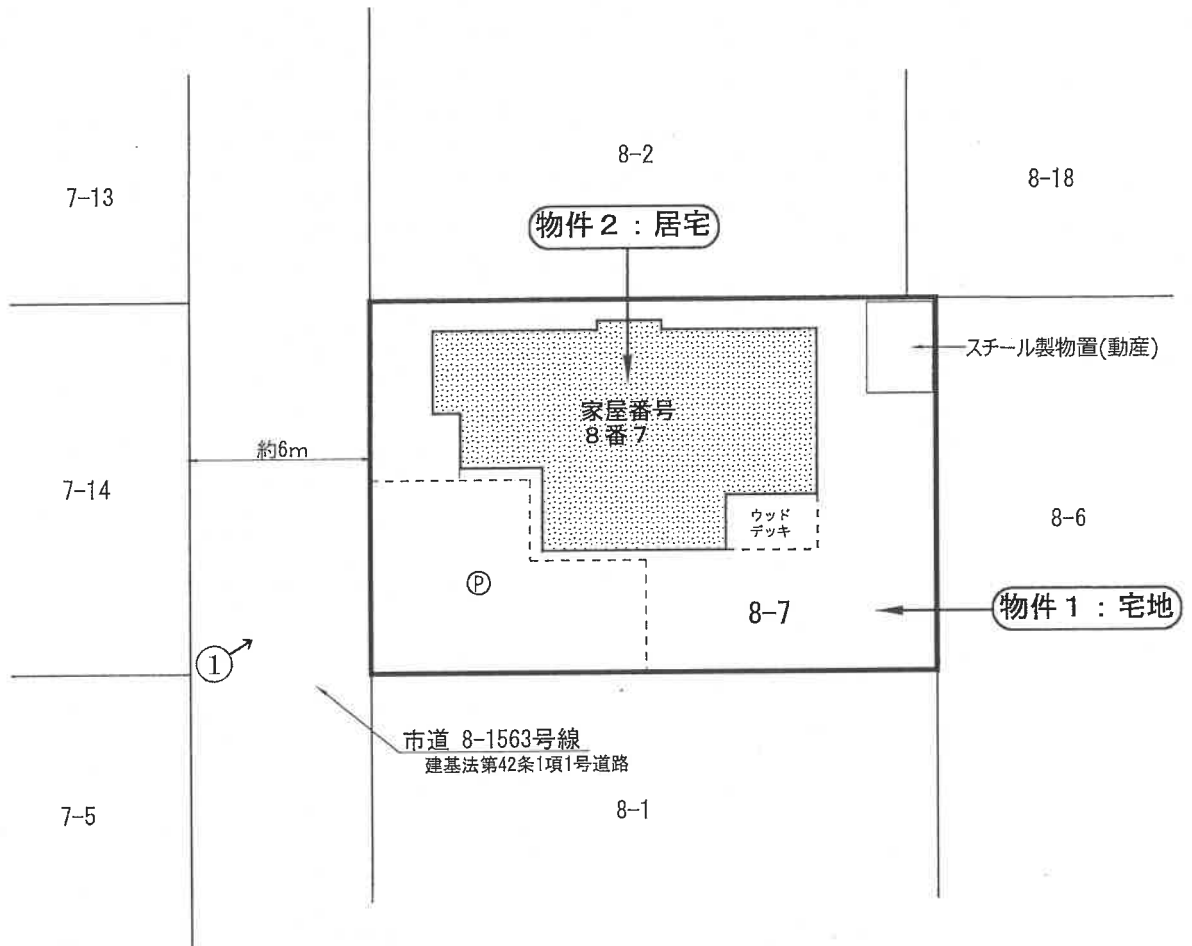 8-2
8-18
7-13
物件2：居宅
スチール製物置(動産)
家屋番号
8番7
約6m
7-14
ウッド
デッキ
8-6
Ⓟ
8-7
物件1：宅地
①
市道 8-1563号線
建基法第42条1項1号道路
7-5
8-1